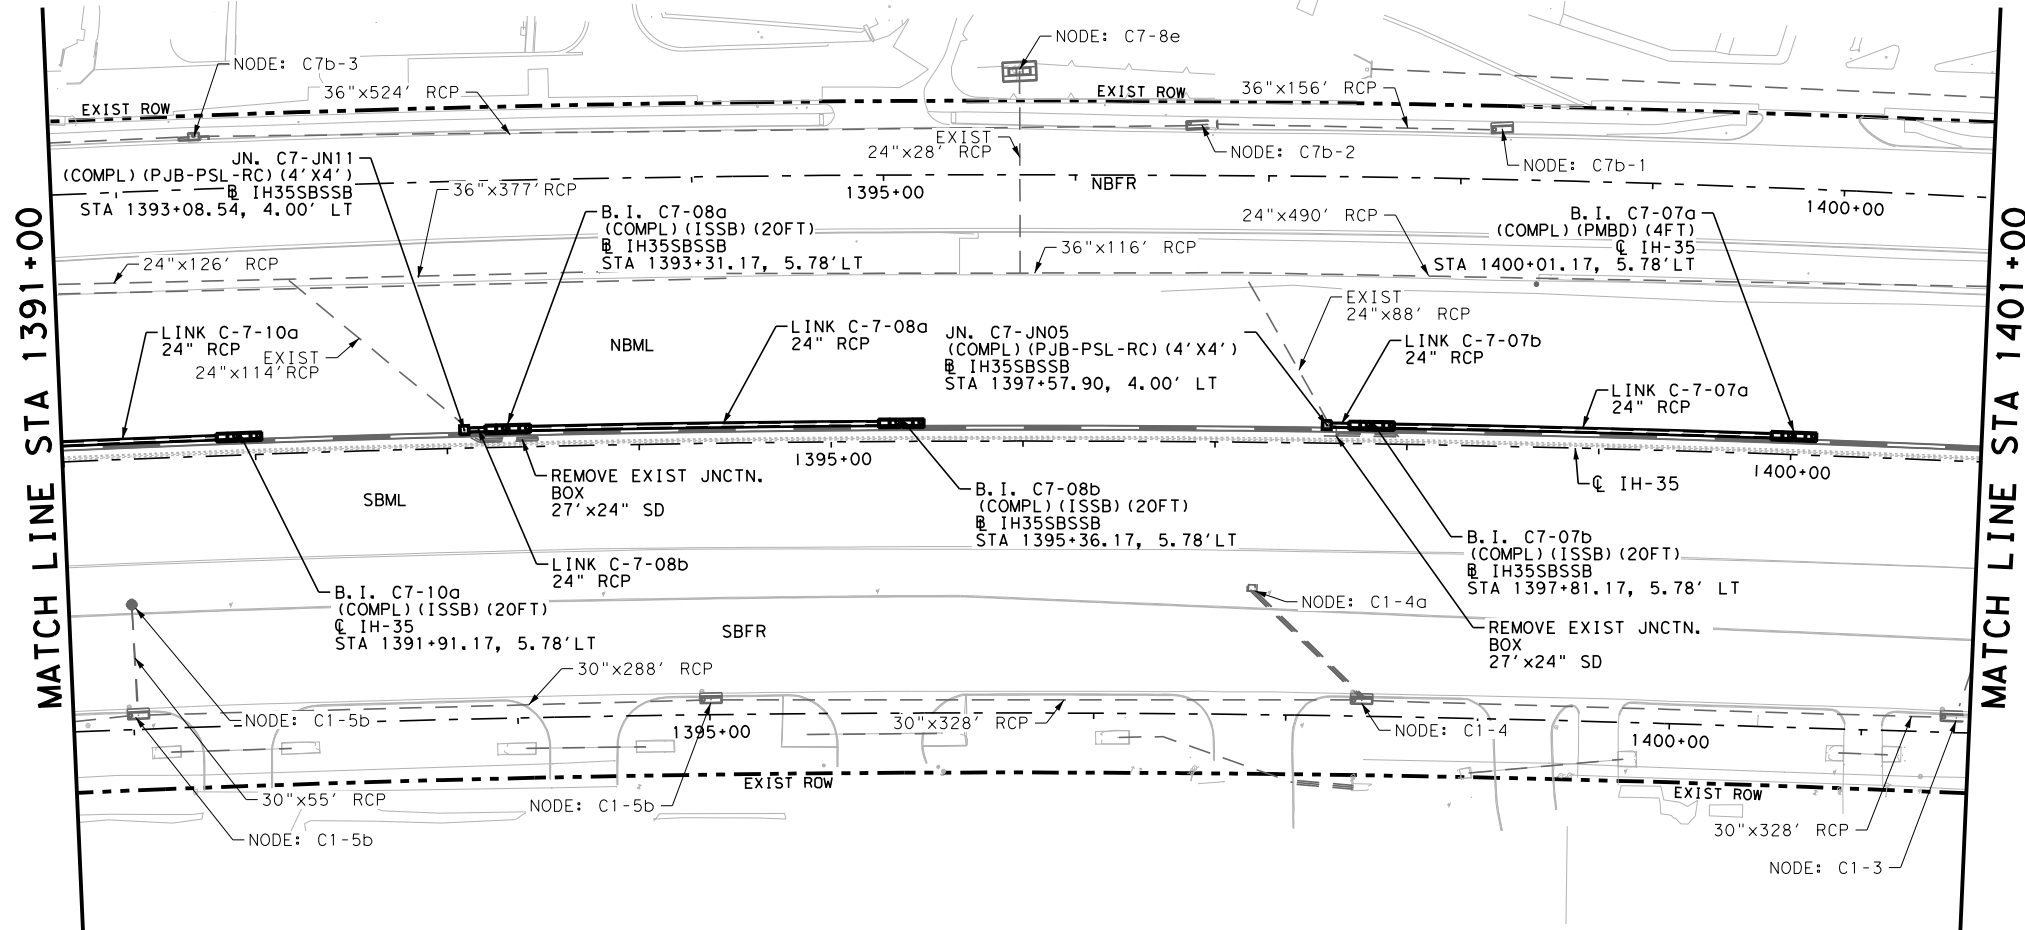 NODE: C7-8e
NODE: C7b-3
36"x524' RCP
EXIST ROW
EXIST ROW
36"x156' RCP
EXIST
24"x28' RCP
NODE: C7b-2
NODE: C7b-1
JN. C7-JN11
(COMPL)(PJB-PSL-RC)(4'X4')
BL IH35SBSSB
STA 1393+08.54, 4.00' LT
36"x377'RCP
1395+00
NBFR
1400+00
B.I. C7-08a
(COMPL)(ISSB)(20FT)
BL IH35SBSSB
STA 1393+31.17, 5.78'LT
36"x116' RCP
24"x490' RCP
B.I. C7-07a
(COMPL)(PMBD)(4FT)
CL IH-35
STA 1400+01.17, 5.78'LT
24"x126' RCP
MATCH LINE STA 1391+00
MATCH LINE STA 1401+00
LINK C-7-10a
24" RCP
EXIST
24"x114'RCP
NBML
LINK C-7-08a
24" RCP
JN. C7-JN05
(COMPL)(PJB-PSL-RC)(4'X4')
BL IH35SBSSB
STA 1397+57.90, 4.00' LT
EXIST
24"x88' RCP
LINK C-7-07b
24" RCP
LINK C-7-07a
24" RCP
SBML
REMOVE EXIST JNCTN.
BOX
27'x24" SD
1395+00
B.I. C7-08b
(COMPL)(ISSB)(20FT)
BL IH35SBSSB
STA 1395+36.17, 5.78'LT
CL IH-35
1400+00
LINK C-7-08b
24" RCP
B.I. C7-07b
(COMPL)(ISSB)(20FT)
BL IH35SBSSB
STA 1397+81.17, 5.78' LT
B.I. C7-10a
(COMPL)(ISSB)(20FT)
CL IH-35
STA 1391+91.17, 5.78'LT
SBFR
NODE: C1-4a
REMOVE EXIST JNCTN.
BOX
27'x24" SD
30"x288' RCP
NODE: C1-5b
1395+00
30"x328' RCP
NODE: C1-4
1400+00
30"x55' RCP
NODE: C1-5b
EXIST ROW
EXIST ROW
NODE: C1-5b
30"x328' RCP
NODE: C1-3